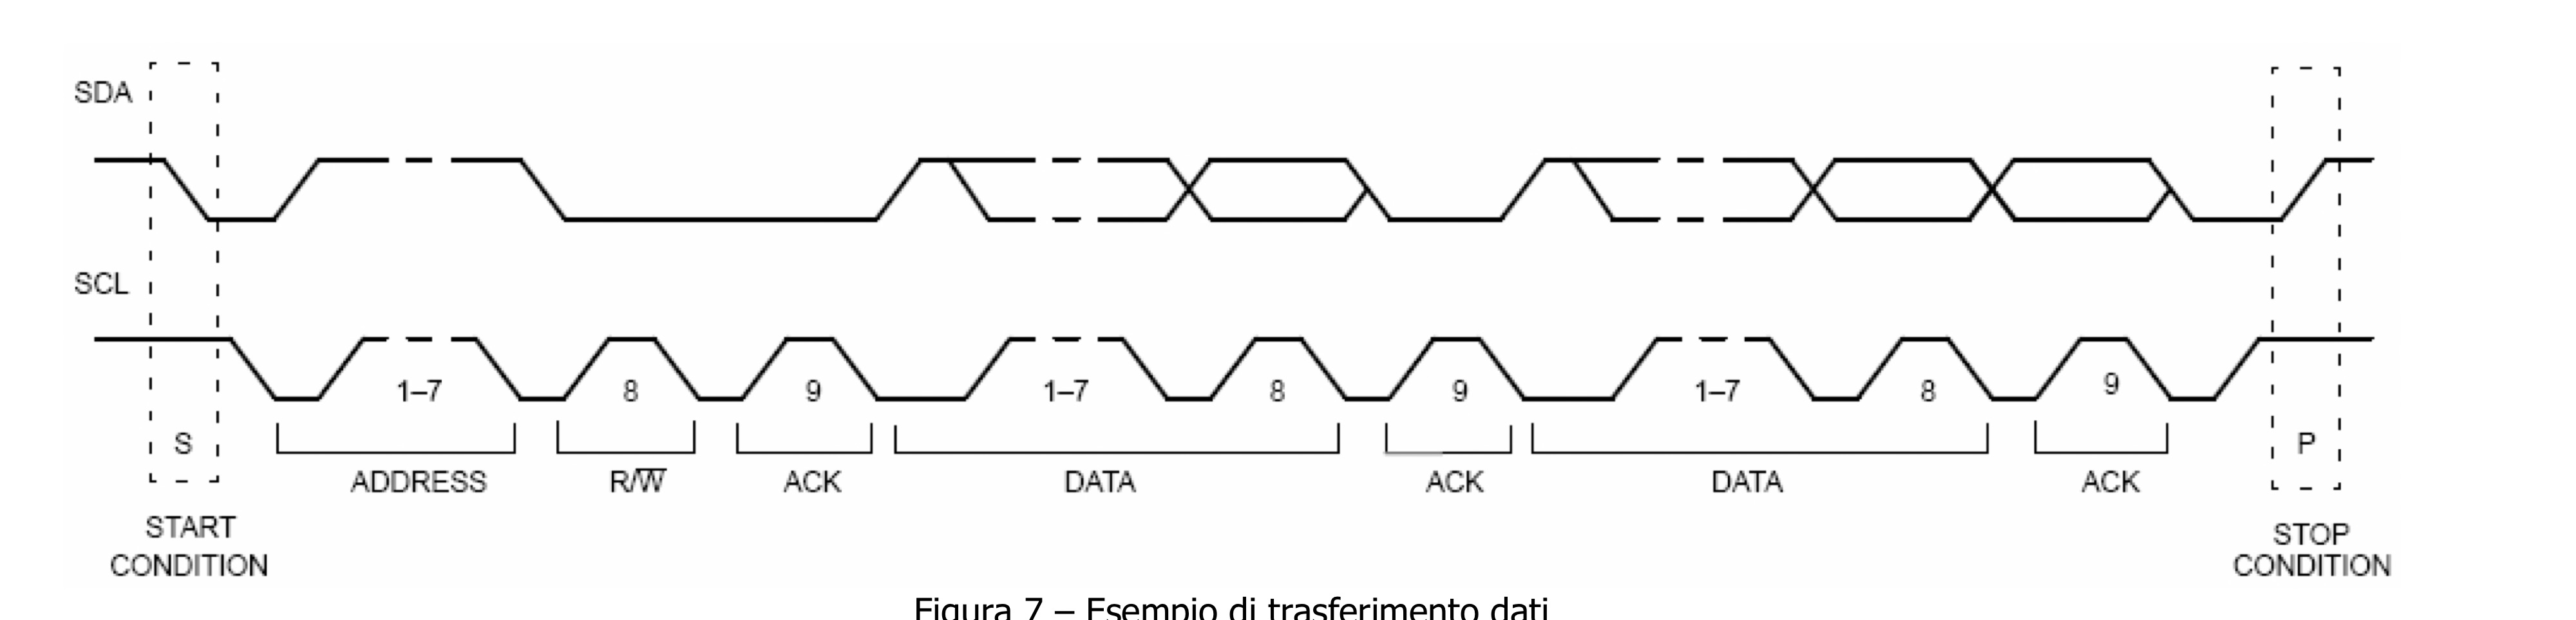 SDA
SCL
1–7 8 9 1–7 8 9 1–7 8 9
S P
ADDRESS R/W̅ ACK DATA ACK DATA ACK
START CONDITION
STOP CONDITION
Figura 7 – Esempio di trasferimento dati